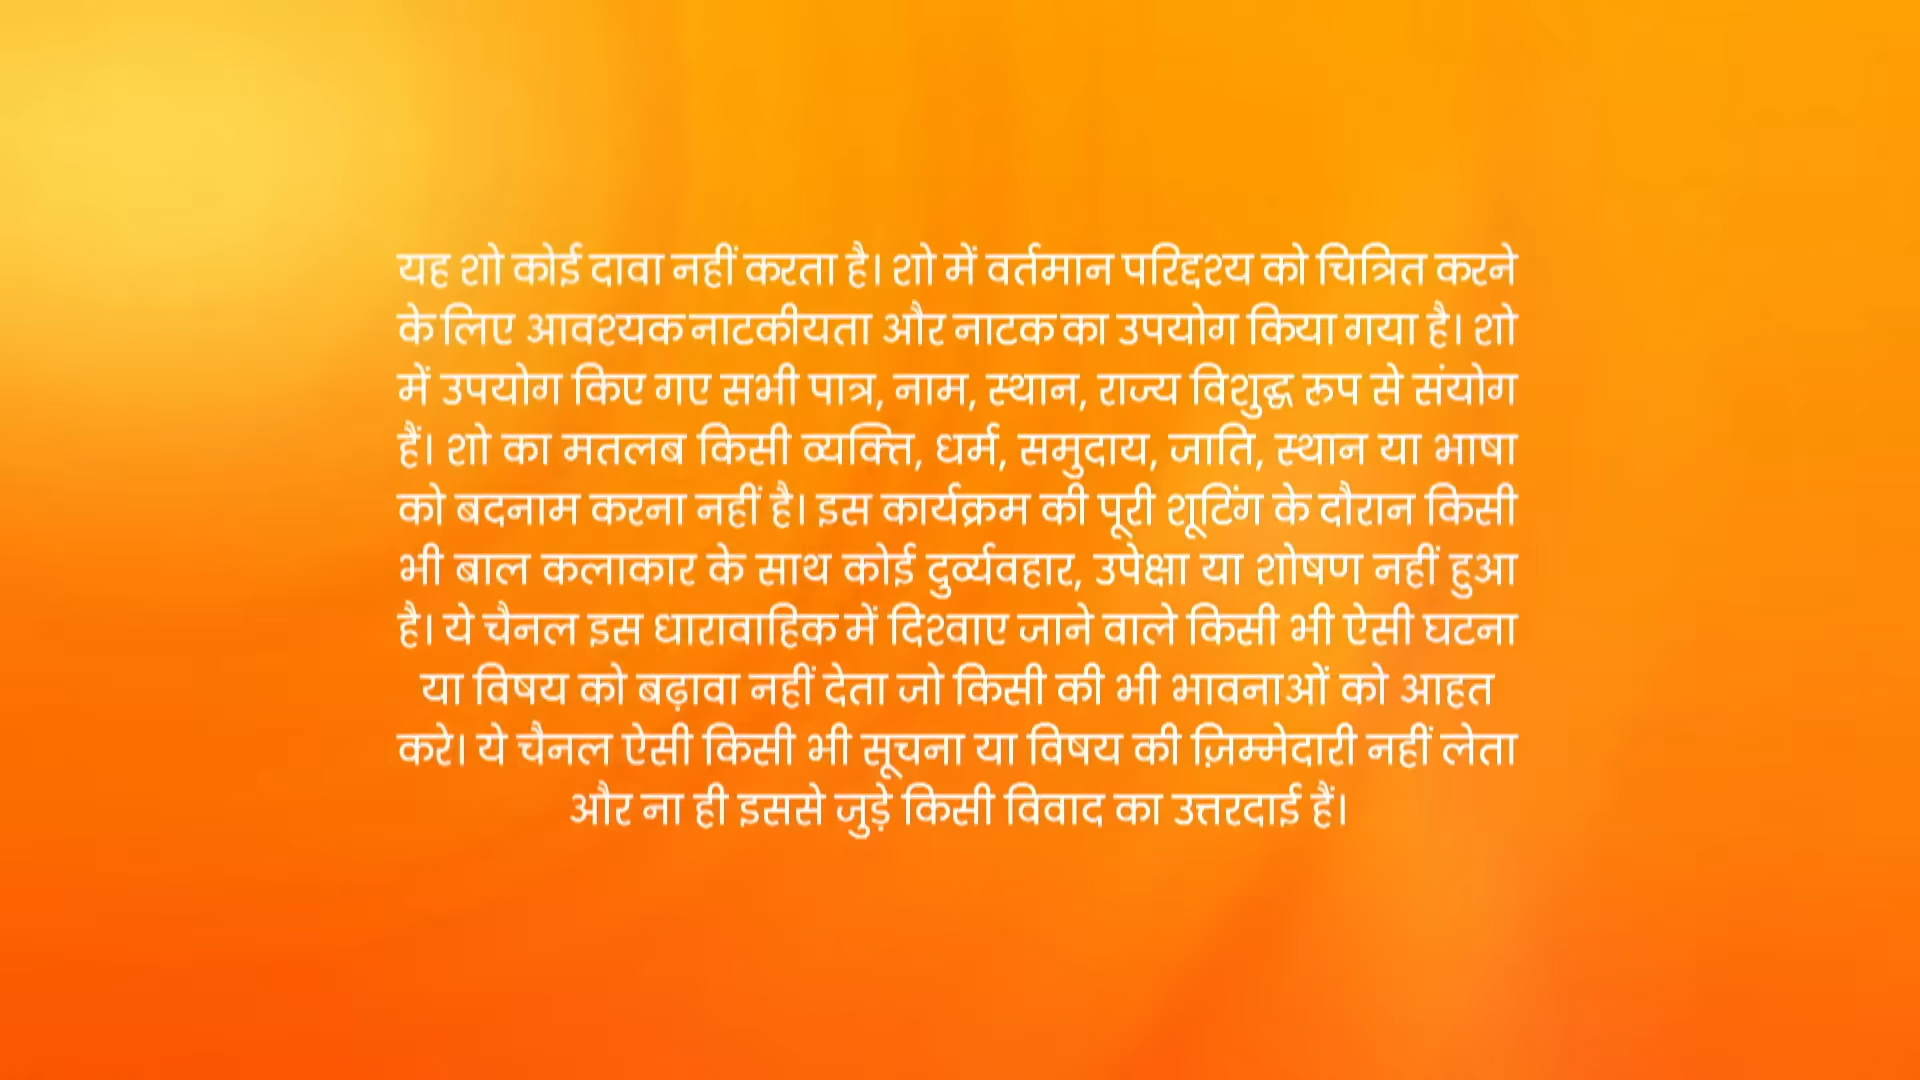 यह शो कोई दावा नहीं करता है। शो में वर्तमान परिदृश्य को चित्रित करने
के लिए आवश्यक नाटकीयता और नाटक का उपयोग किया गया है। शो
में उपयोग किए गए सभी पात्र, नाम, स्थान, राज्य विशुद्ध रुप से संयोग
हैं। शो का मतलब किसी व्यक्ति, धर्म, समुदाय, जाति, स्थान या भाषा
को बदनाम करना नहीं है। इस कार्यक्रम की पूरी शूटिंग के दौरान किसी
भी बाल कलाकार के साथ कोई दुर्व्यवहार, उपेक्षा या शोषण नहीं हुआ
है। ये चैनल इस धारावाहिक में दिखाए जाने वाले किसी भी ऐसी घटना
या विषय को बढ़ावा नहीं देता जो किसी की भी भावनाओं को आहत
करे। ये चैनल ऐसी किसी भी सूचना या विषय की ज़िम्मेदारी नहीं लेता
और ना ही इससे जुड़े किसी विवाद का उत्तरदाई हैं।